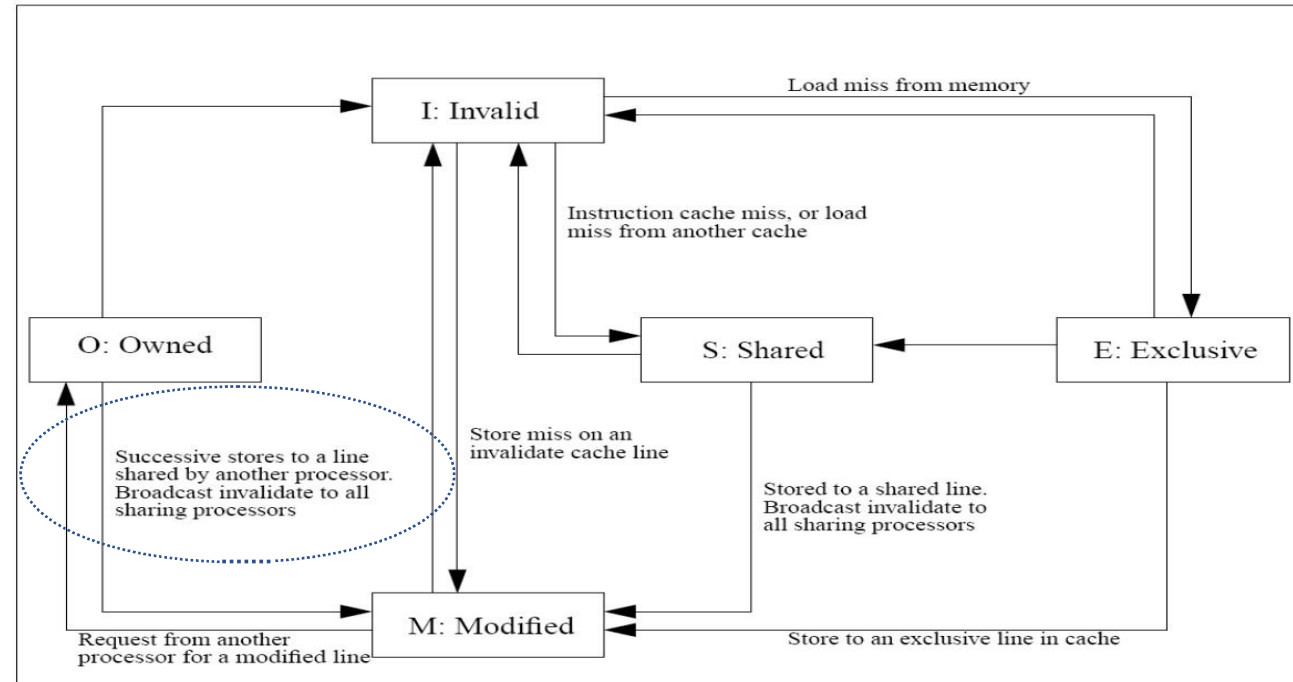 Load miss from memory
I: Invalid
Instruction cache miss, or load
miss from another cache
O: Owned
S: Shared
E: Exclusive
Successive stores to a line
shared by another processor.
Broadcast invalidate to all
sharing processors
Store miss on an
invalidate cache line
Stored to a shared line.
Broadcast invalidate to
all sharing processors
M: Modified
Request from another
processor for a modified line
Store to an exclusive line in cache